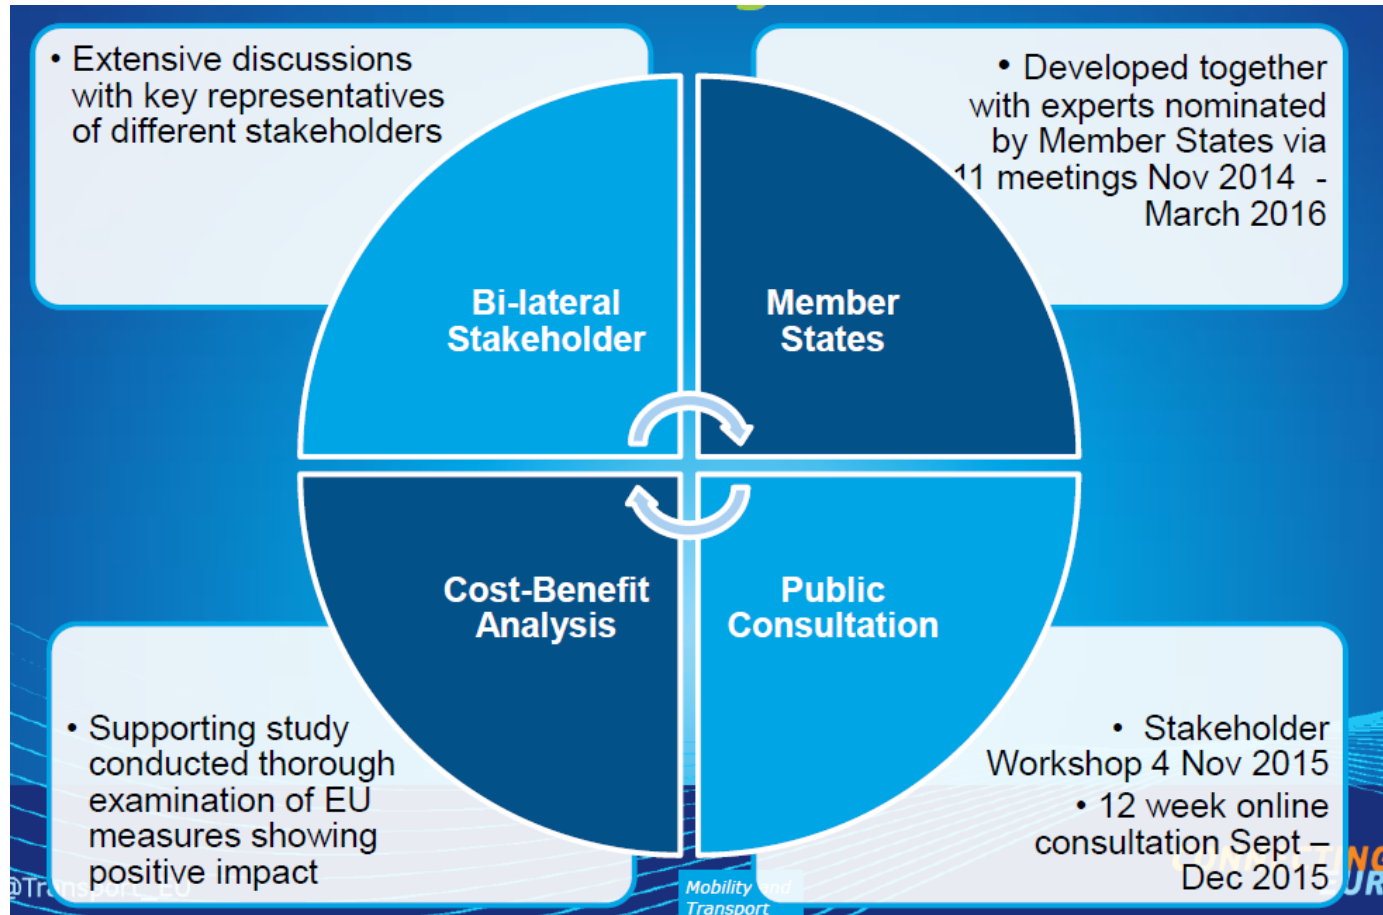 • Extensive discussions
with key representatives
of different stakeholders
• Developed together
with experts nominated
by Member States via
11 meetings Nov 2014 -
March 2016
Bi-lateral
Stakeholder
Member
States
Cost-Benefit
Analysis
Public
Consultation
• Supporting study
conducted thorough
examination of EU
measures showing
positive impact
• Stakeholder
Workshop 4 Nov 2015
• 12 week online
consultation Sept –
Dec 2015
@Transport_EU
Mobility and
Transport